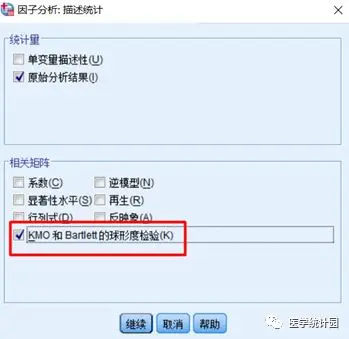 因子分析: 描述统计
统计量
单变量描述性(U)
原始分析结果(I)
相关矩阵
系数(C) 逆模型(N)
显著性水平(S) 再生(R)
行列式(D) 反映象(A)
KMO 和 Bartlett 的球形度检验(K)
继续 取消 帮助
医学统计园